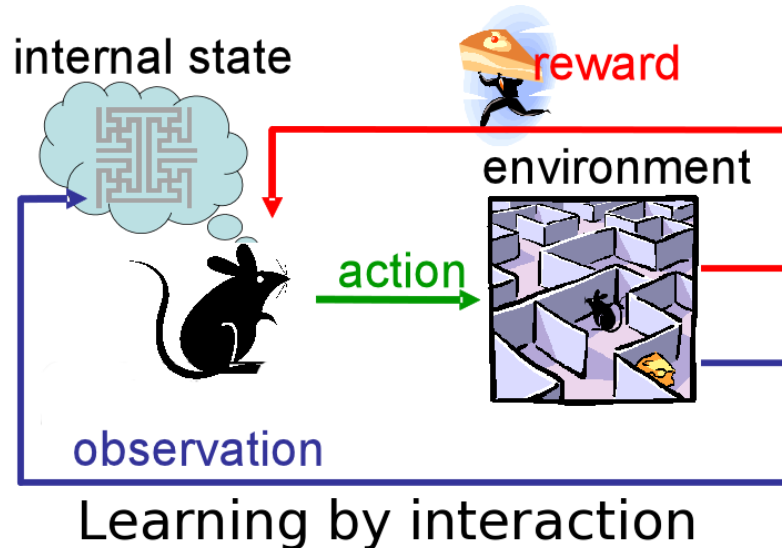 internal state
reward
environment
action
observation
Learning by interaction